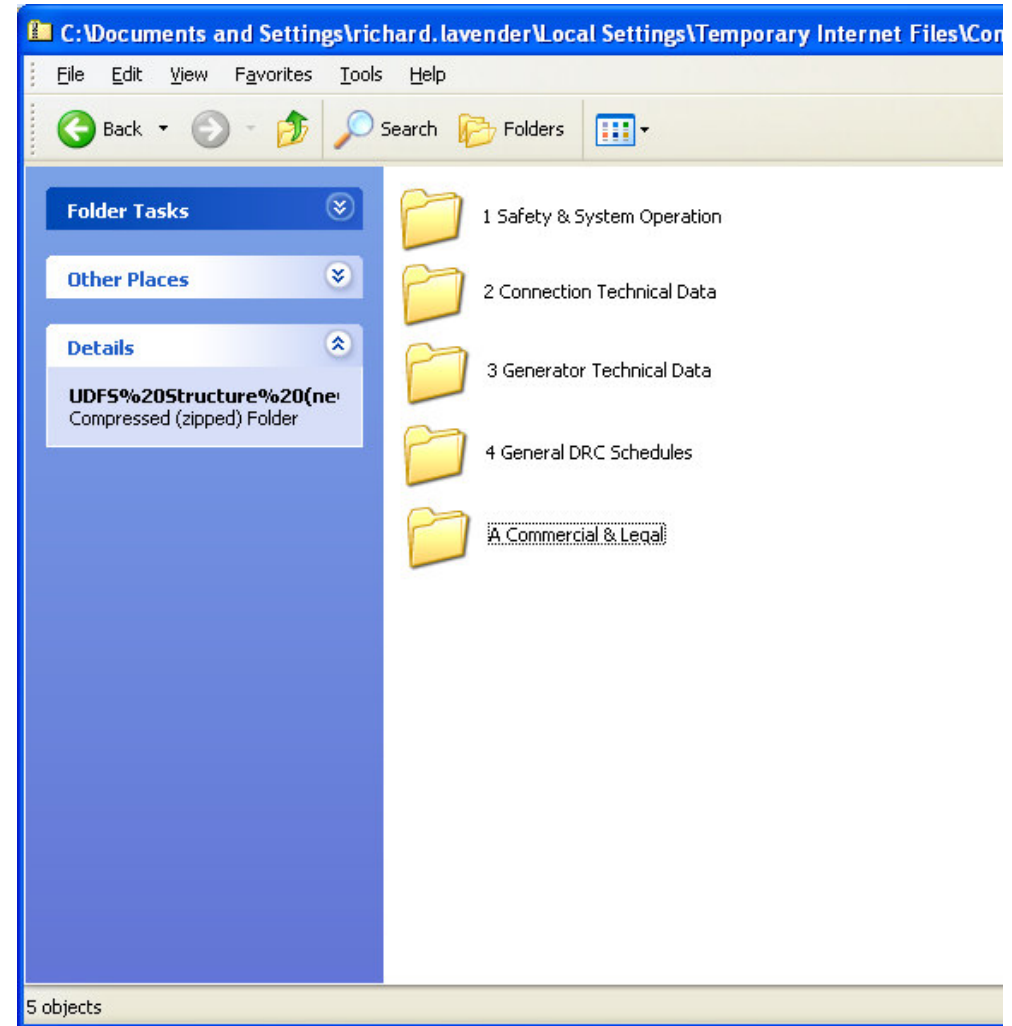 C:\Documents and Settings\richard.lavender\Local Settings\Temporary Internet Files\Con
File Edit View Favorites Tools Help
Back Search Folders
Folder Tasks
Other Places
Details
UDFS%20Structure%20(ne
Compressed (zipped) Folder
1 Safety & System Operation
2 Connection Technical Data
3 Generator Technical Data
4 General DRC Schedules
A Commercial & Legal
5 objects